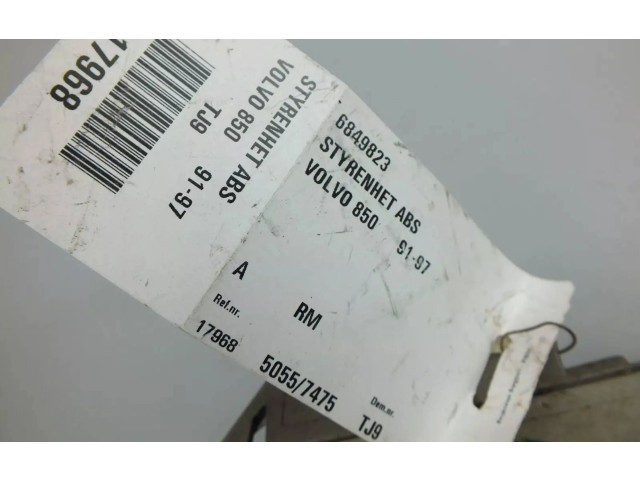 17968
STYRENHET ABS
VOLVO 850 TJ9 91-97
6849823
STYRENHET ABS
VOLVO 850 91-97
A RM
Ref.nr. Dem.nr.
17968 5055/7475 TJ9